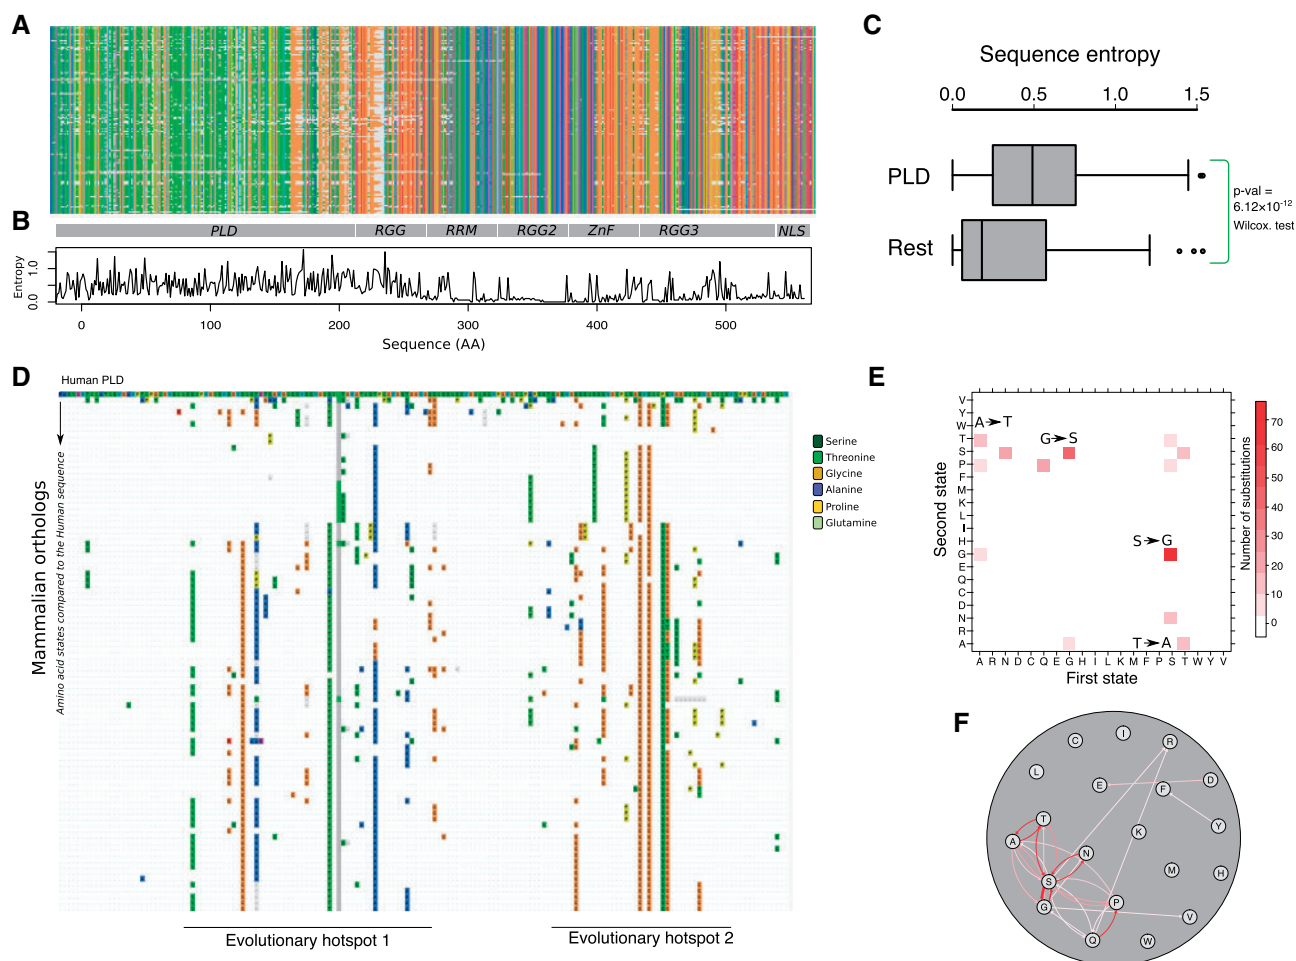 A
B
PLD RGG RRM RGG2 ZnF RGG3 NLS
Entropy
1.0
0.0
0 100 200 300 400 500
Sequence (AA)
C
Sequence entropy
0.0 0.5 1.0 1.5
PLD
Rest
p-val =
6.12×10⁻¹²
Wilcox. test
D
Human PLD
Mammalian orthologs
Amino acid states compared to the Human sequence
Serine
Threonine
Glycine
Alanine
Proline
Glutamine
Evolutionary hotspot 1
Evolutionary hotspot 2
E
Second state
V
Y
W
T
S
P
F
M
K
L
I
H
G
E
Q
C
D
N
R
A
A→T
G→S
S→G
T→A
A R N D C Q E G H I L K M F P S T W Y V
First state
70
60
50
40
30
20
10
0
Number of substitutions
F
C
I
R
L
E
D
F
T
Y
K
A
N
M
H
S
G
P
V
Q
W